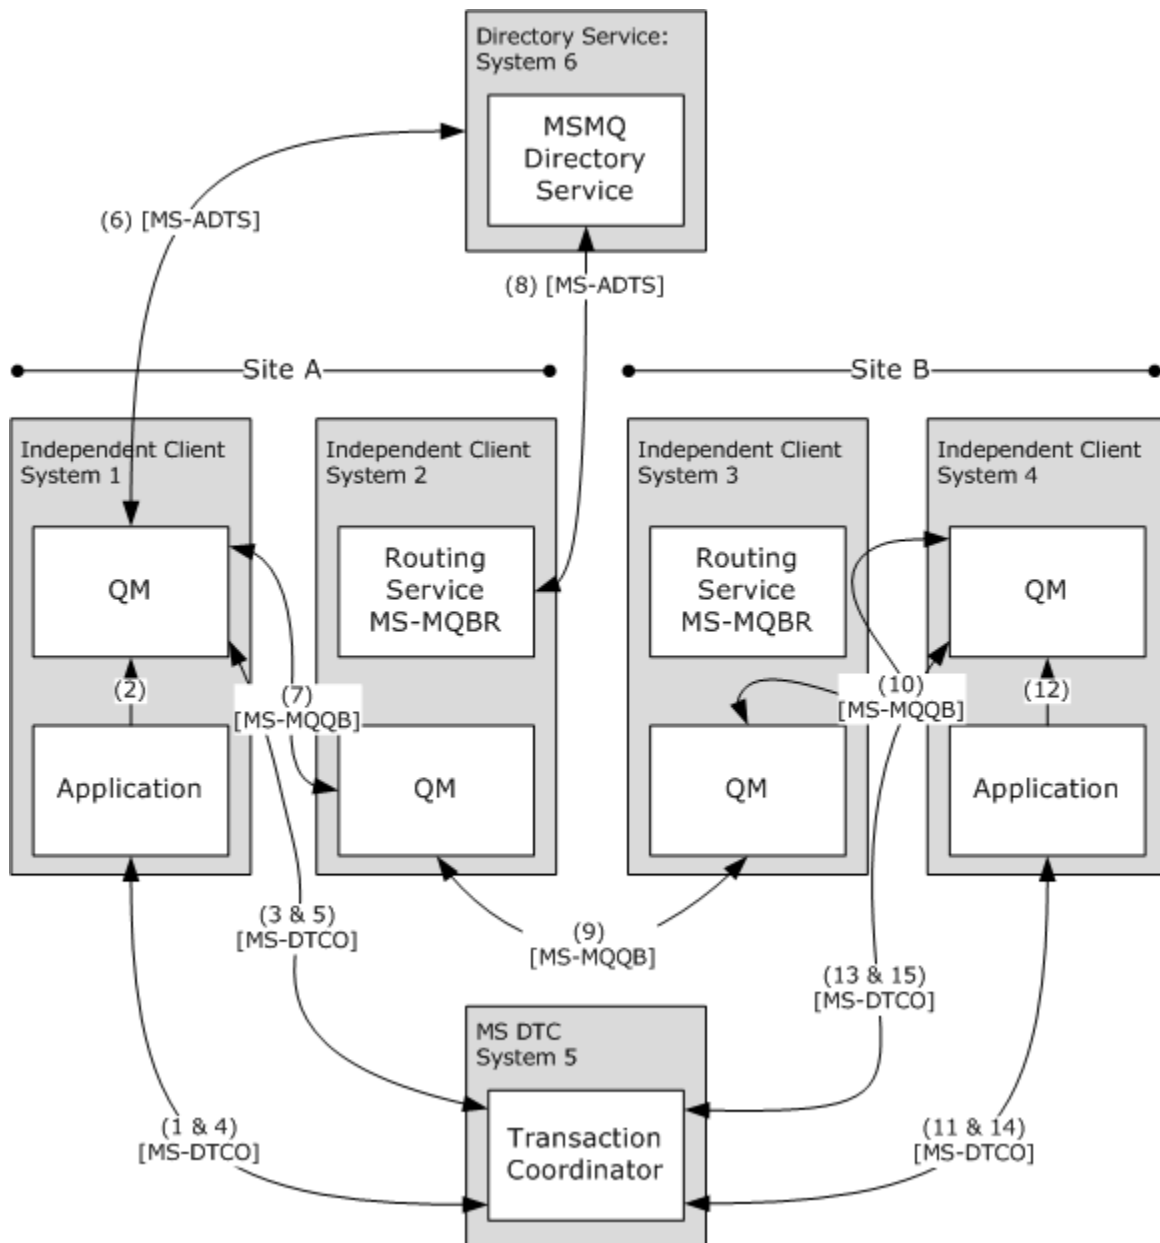 Directory Service:
System 6
MSMQ
Directory
Service
(6) [MS-ADTS]
(8) [MS-ADTS]
Site A
Site B
Independent Client
System 1
QM
(2)
Application
Independent Client
System 2
Routing
Service
MS-MQBR
(7)
[MS-MQQB]
QM
Independent Client
System 3
Routing
Service
MS-MQBR
QM
Independent Client
System 4
QM
(10)
[MS-MQQB]
(12)
Application
(3 & 5)
[MS-DTCO]
(9)
[MS-MQQB]
(13 & 15)
[MS-DTCO]
MS DTC
System 5
Transaction
Coordinator
(1 & 4)
[MS-DTCO]
(11 & 14)
[MS-DTCO]